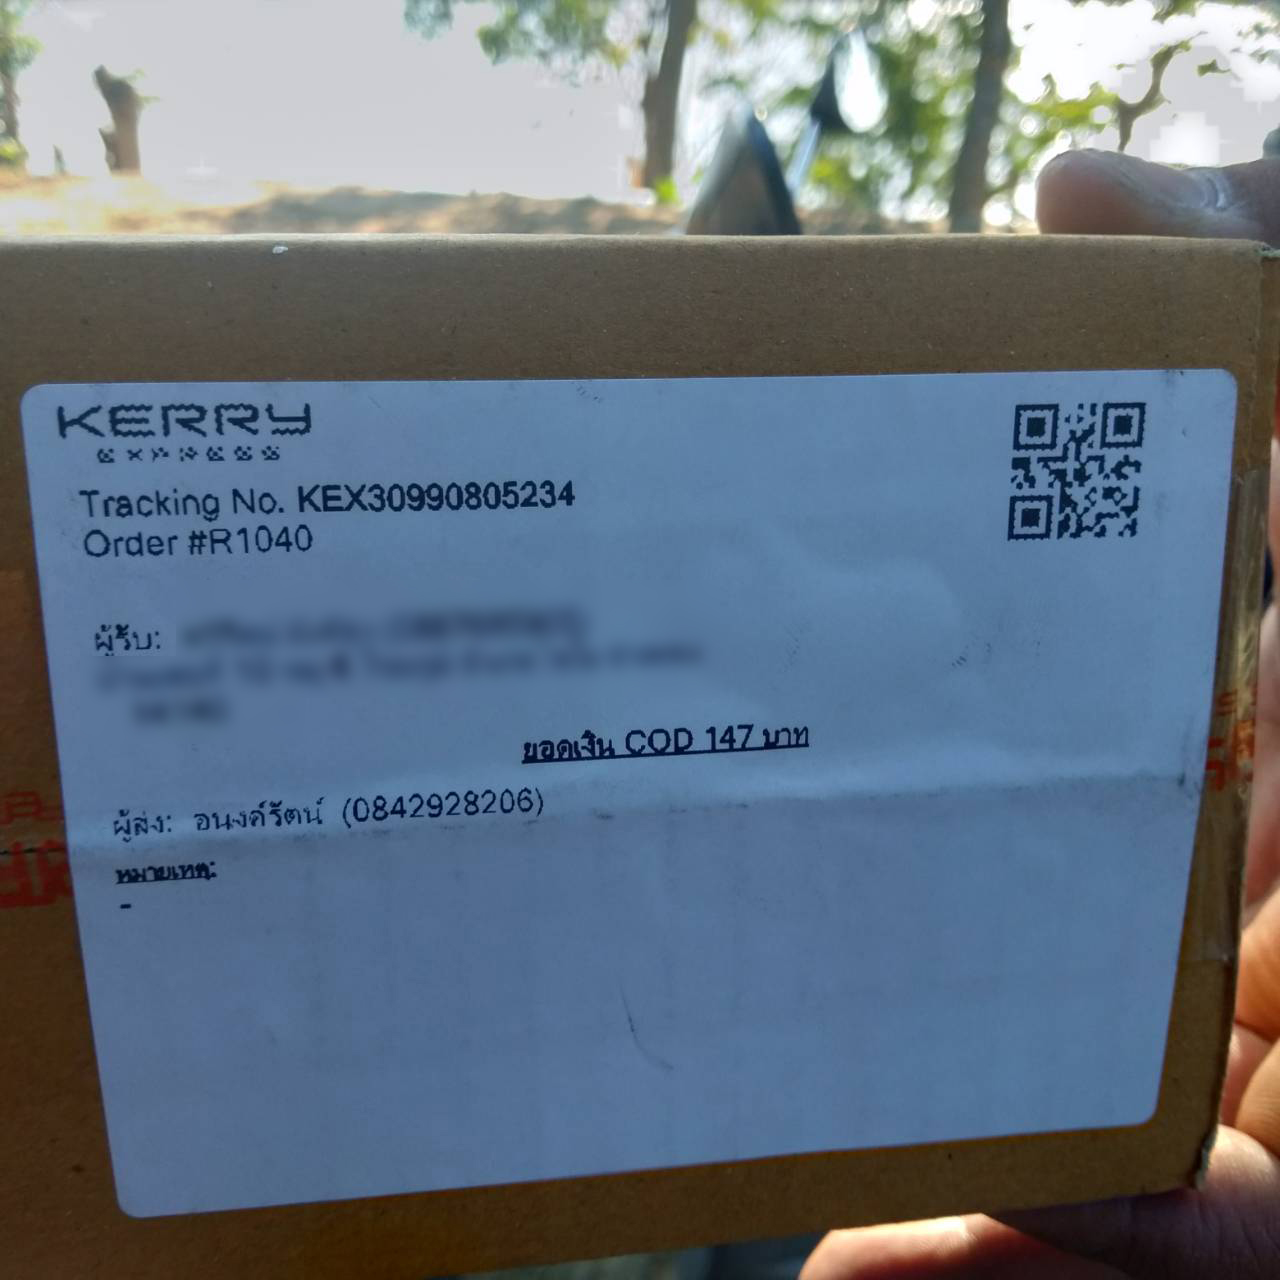 KERRY
EXPRESS
Tracking No. KEX30990805234
Order #R1040
ผู้รับ:
ยอดเงิน COD 147 บาท
ผู้ส่ง: อนงค์รัตน์ (0842928206)
หมายเหตุ:
-